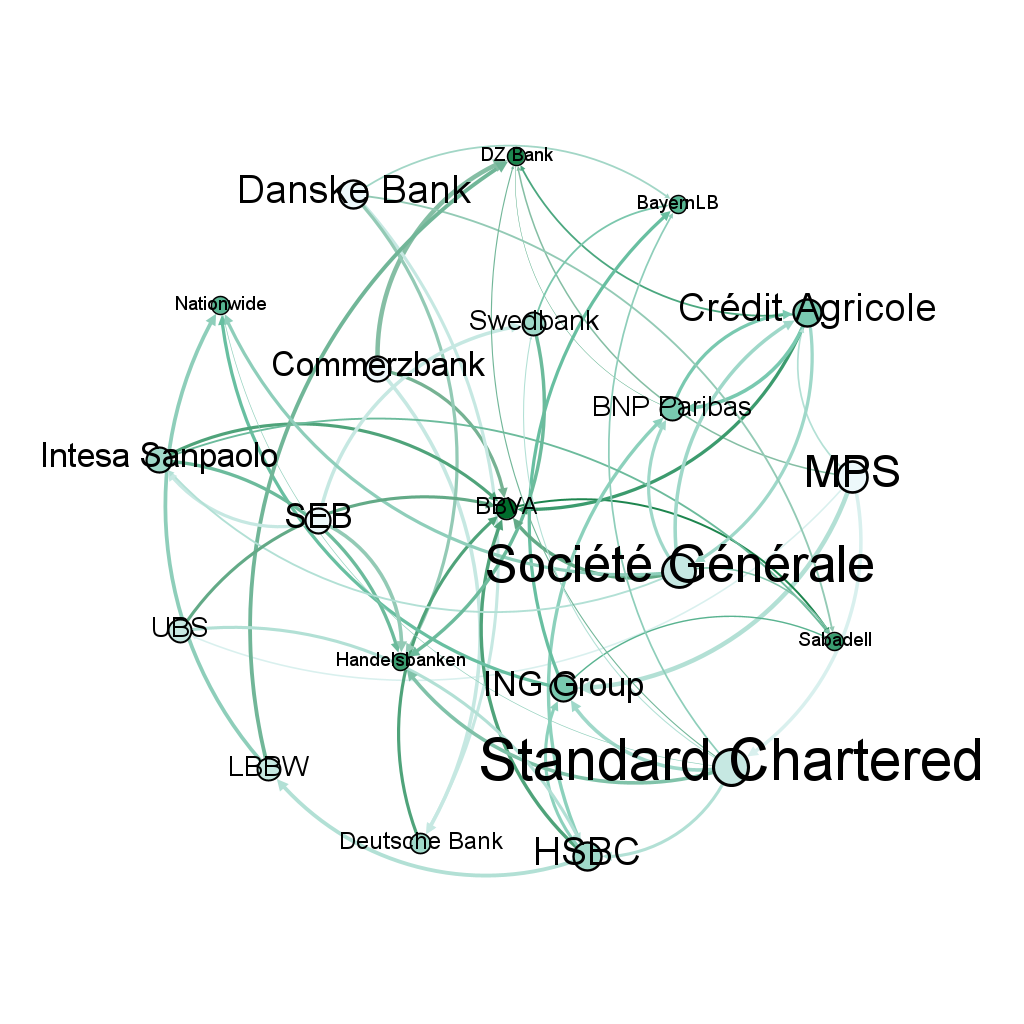 DZ Bank
Danske Bank
BayernLB
Nationwide
Crédit Agricole
Swedbank
Commerzbank
BNP Paribas
Intesa Sanpaolo
MPS
SEB
BBVA
Société Générale
UBS
Sabadell
Handelsbanken
ING Group
LBBW
Standard Chartered
Deutsche Bank
HSBC